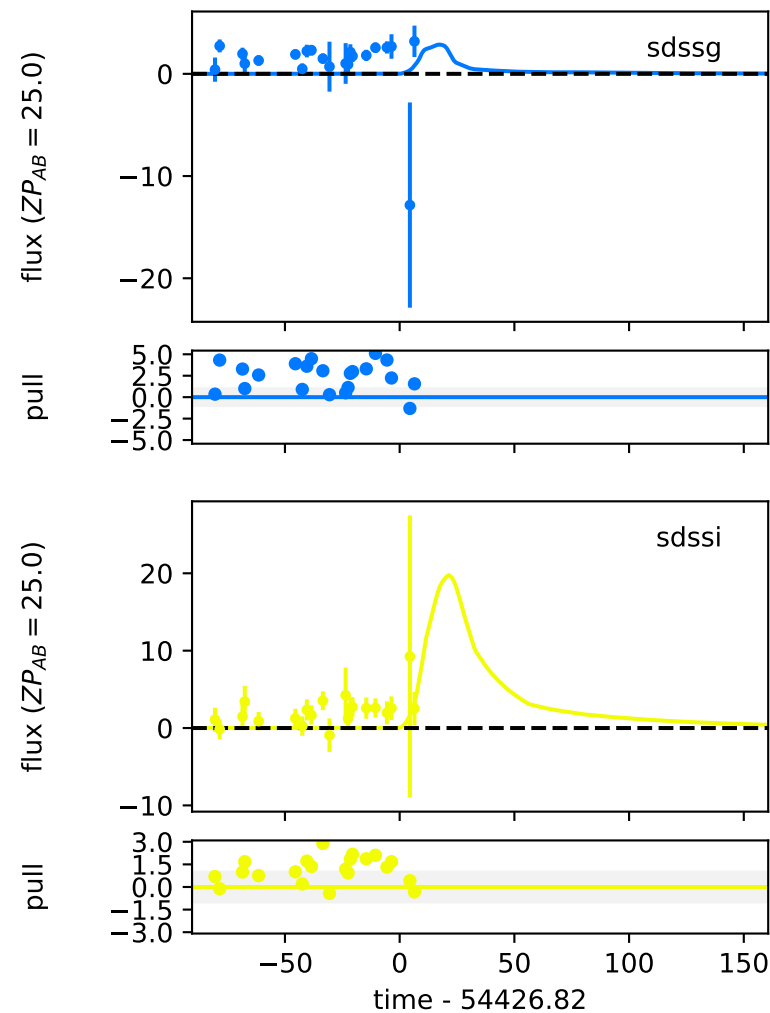 sdssg
flux (ZP_AB = 25.0)
0
−10
−20
pull
5.0
2.5
0.0
−2.5
−5.0
sdssi
flux (ZP_AB = 25.0)
20
10
0
−10
pull
3.0
1.5
0.0
−1.5
−3.0
−50 0 50 100 150
time - 54426.82